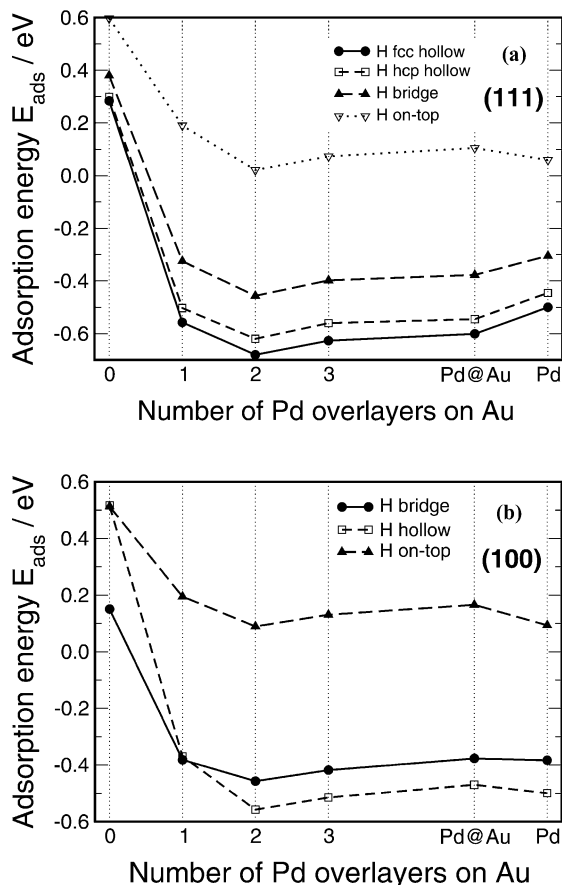 0.6
0.4
0.2
0.0
-0.2
-0.4
-0.6
Adsorption energy E_ads / eV
H fcc hollow
H hcp hollow
H bridge
H on-top
(a)
(111)
0 1 2 3 Pd@Au Pd
Number of Pd overlayers on Au
0.6
0.4
0.2
0.0
-0.2
-0.4
-0.6
Adsorption energy E_ads / eV
H bridge
H hollow
H on-top
(b)
(100)
0 1 2 3 Pd@Au Pd
Number of Pd overlayers on Au